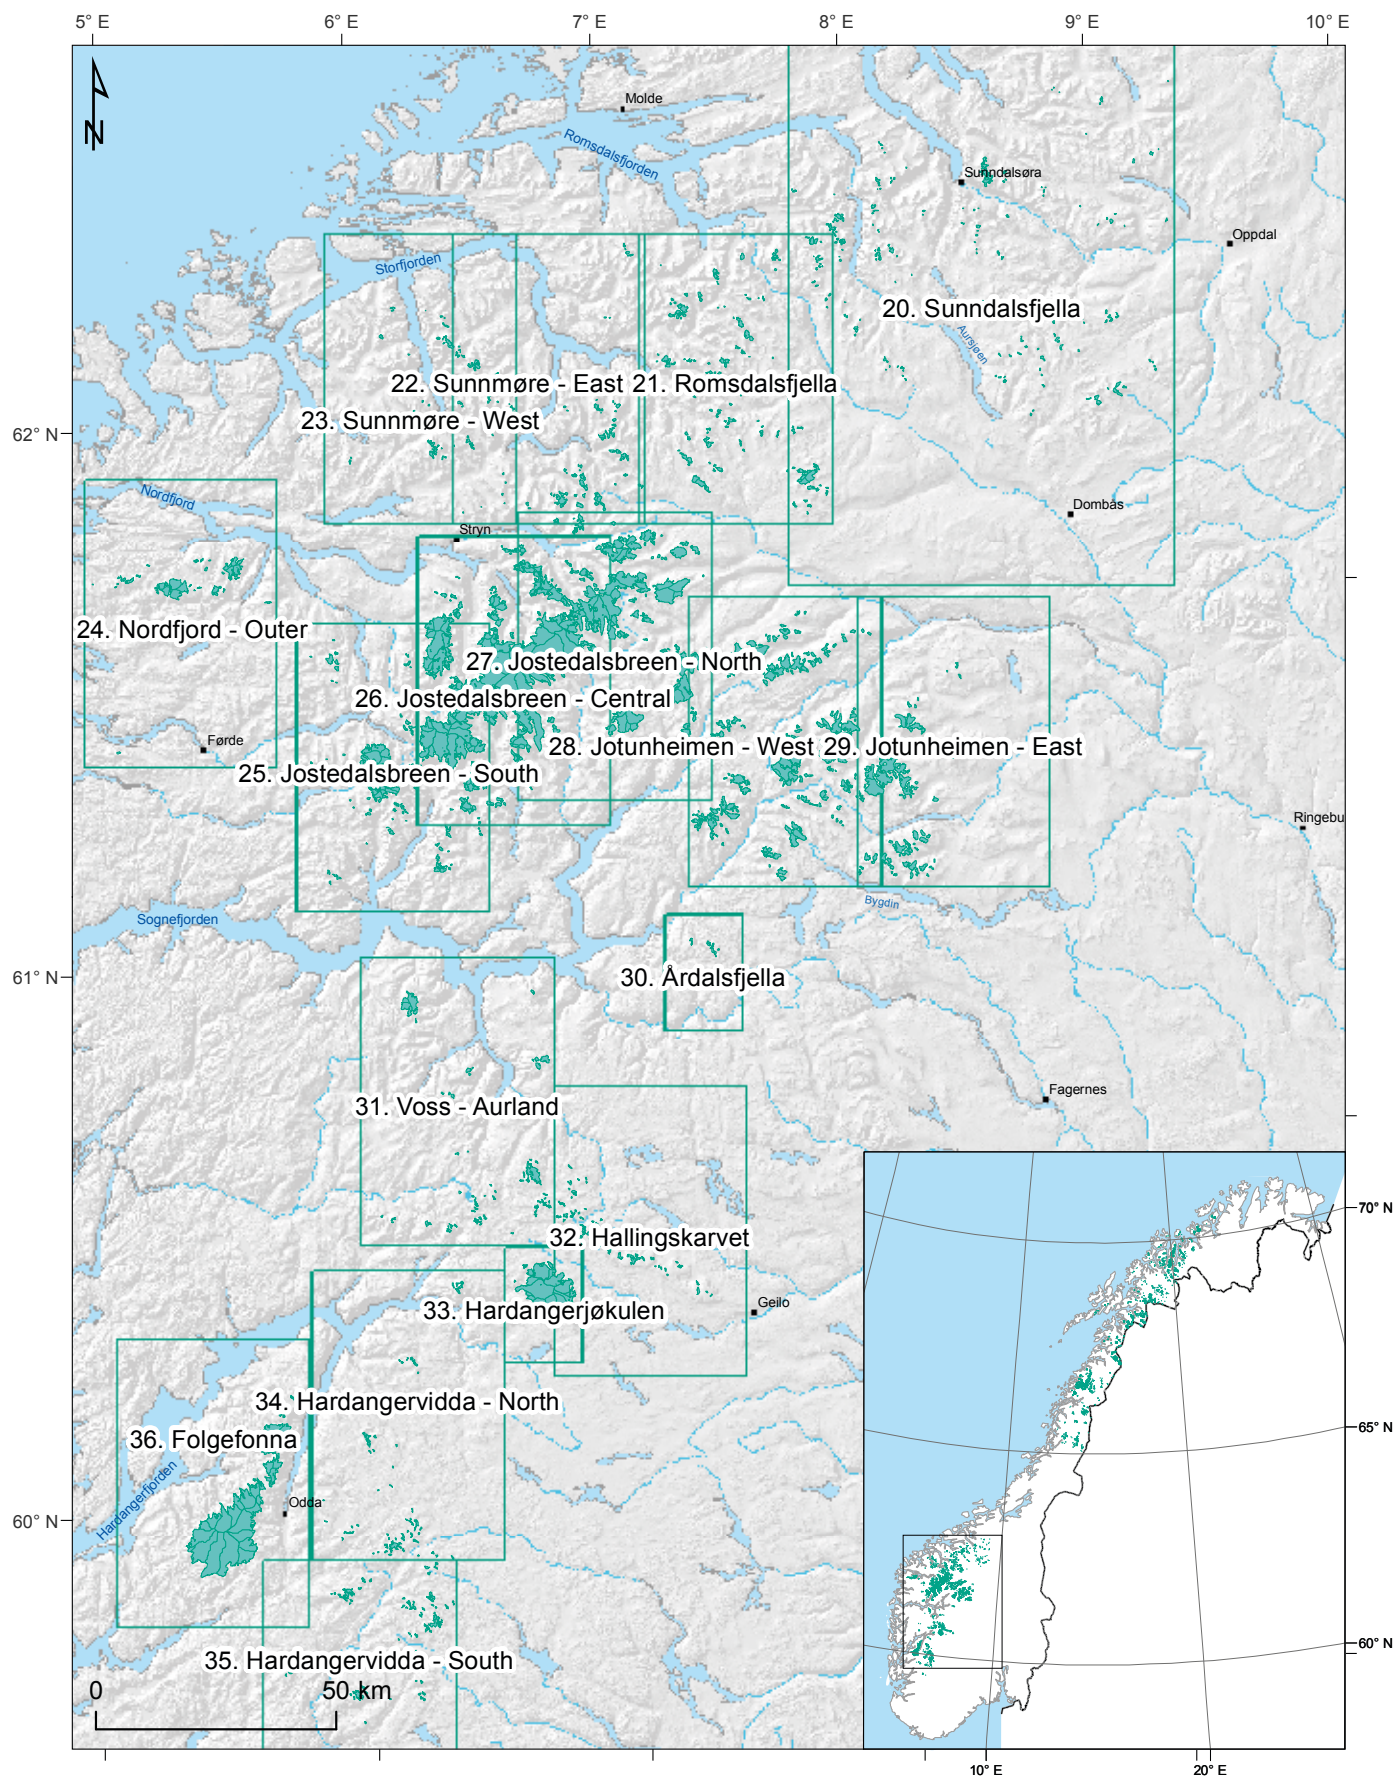 5° E
6° E
7° E
8° E
9° E
10° E
N
Molde
Romsdalsfjorden
Sunndalsøra
Oppdal
Storfjorden
20. Sunndalsfjella
Aursjøen
22. Sunnmøre - East
21. Romsdalsfjella
23. Sunnmøre - West
62° N
Nordfjord
Dombås
Stryn
24. Nordfjord - Outer
27. Jostedalsbreen - North
26. Jostedalsbreen - Central
Førde
28. Jotunheimen - West
29. Jotunheimen - East
25. Jostedalsbreen - South
Ringebu
Bygdin
Sognefjorden
61° N
30. Årdalsfjella
Fagernes
31. Voss - Aurland
70° N
32. Hallingskarvet
Geilo
33. Hardangerjøkulen
34. Hardangervidda - North
65° N
36. Folgefonna
Hardangerfjorden
Odda
60° N
60° N
35. Hardangervidda - South
0
50 km
10° E
20° E